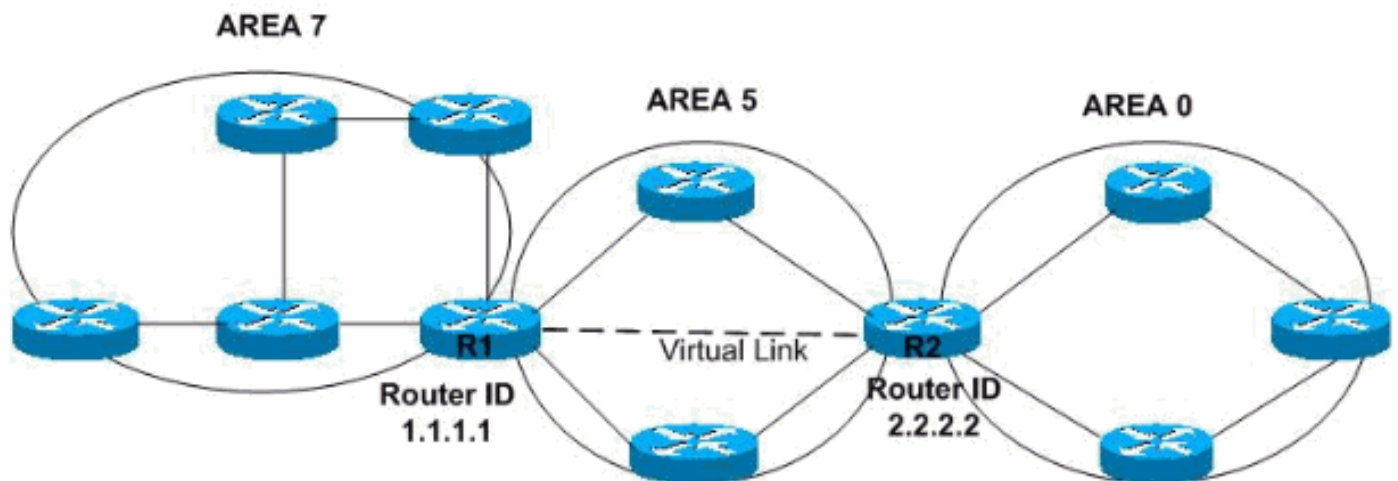 AREA 7
AREA 5
AREA 0
R1
Virtual Link
R2
Router ID
1.1.1.1
Router ID
2.2.2.2